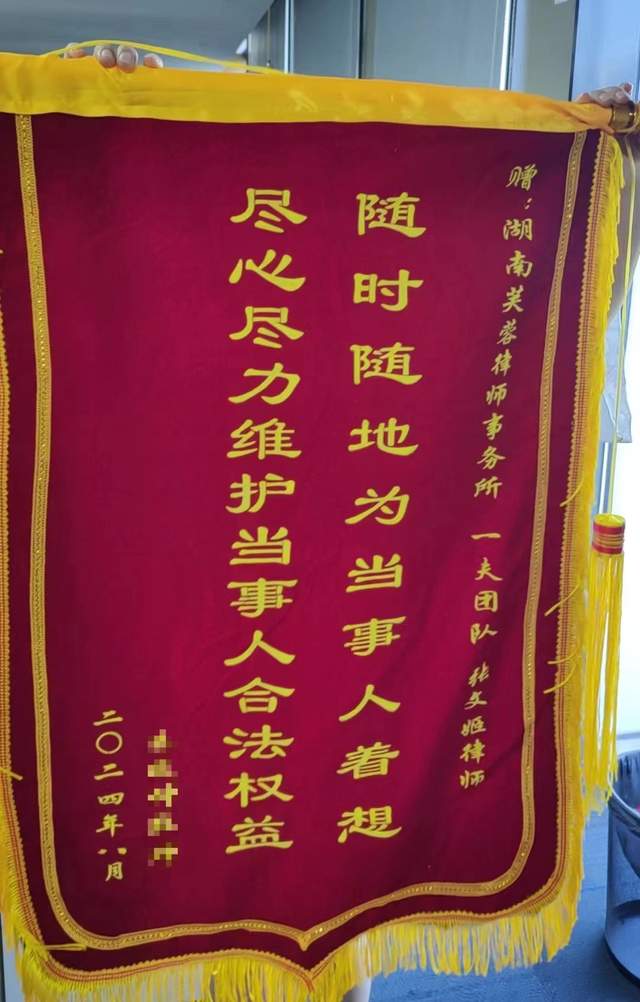 赠：湖南芙蓉律师事务所 一夫团队 张文姬律师
随时随地为当事人着想
尽心尽力维护当事人合法权益
二〇二四年八月